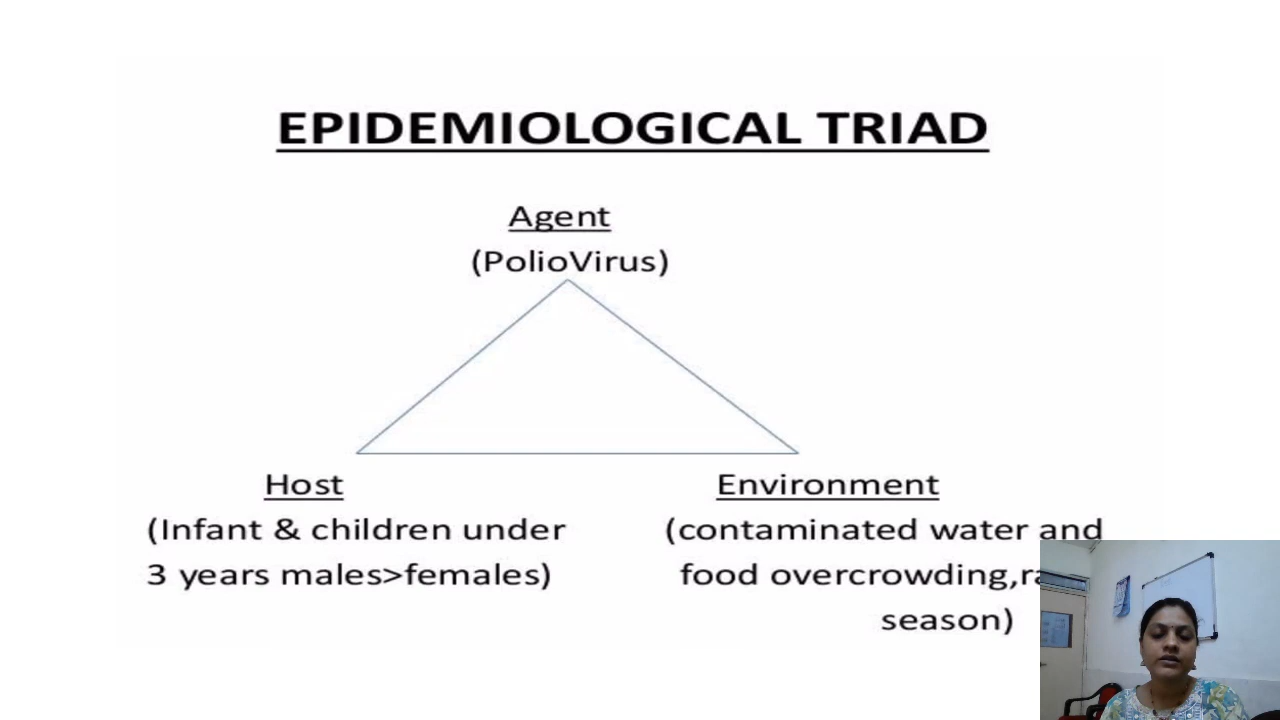 EPIDEMIOLOGICAL TRIAD
Agent
(PolioVirus)
Host
(Infant & children under
3 years males>females)
Environment
(contaminated water and
food overcrowding,
season)